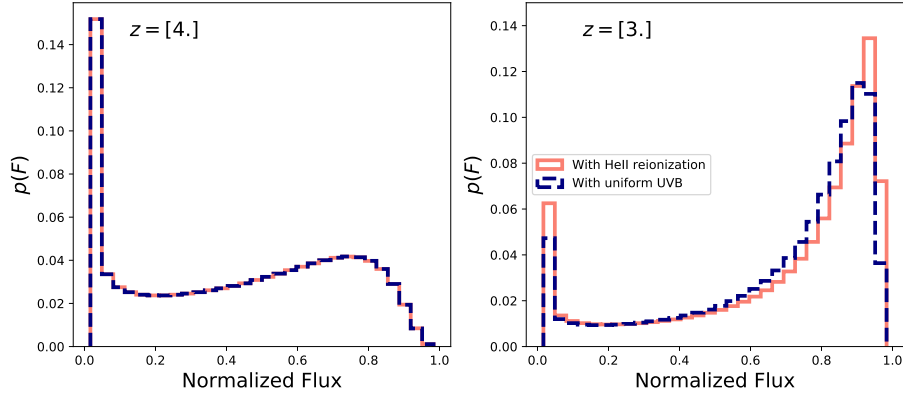 z = [4.]
0.14
0.12
0.10
0.08
0.06
0.04
0.02
0.00
p(F)
0.0 0.2 0.4 0.6 0.8 1.0
Normalized Flux
z = [3.]
0.14
0.12
0.10
0.08
0.06
0.04
0.02
0.00
p(F)
With HeII reionization
With uniform UVB
0.0 0.2 0.4 0.6 0.8 1.0
Normalized Flux